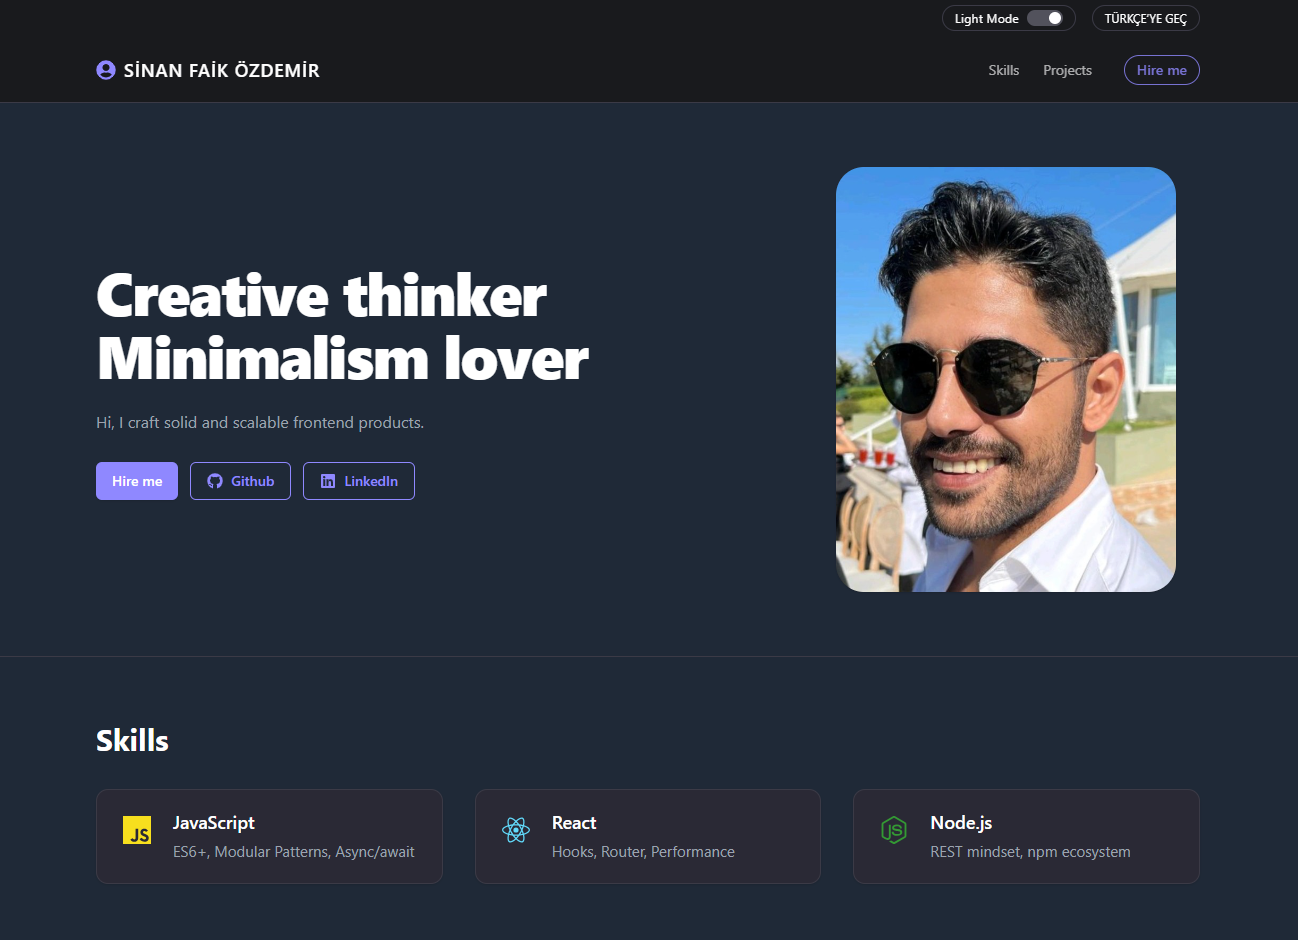 Light Mode
TÜRKÇE'YE GEÇ
SİNAN FAİK ÖZDEMİR
Skills
Projects
Hire me
Creative thinker
Minimalism lover
Hi, I craft solid and scalable frontend products.
Hire me
Github
LinkedIn
Skills
JS
JavaScript
ES6+, Modular Patterns, Async/await
React
Hooks, Router, Performance
JS
Node.js
REST mindset, npm ecosystem